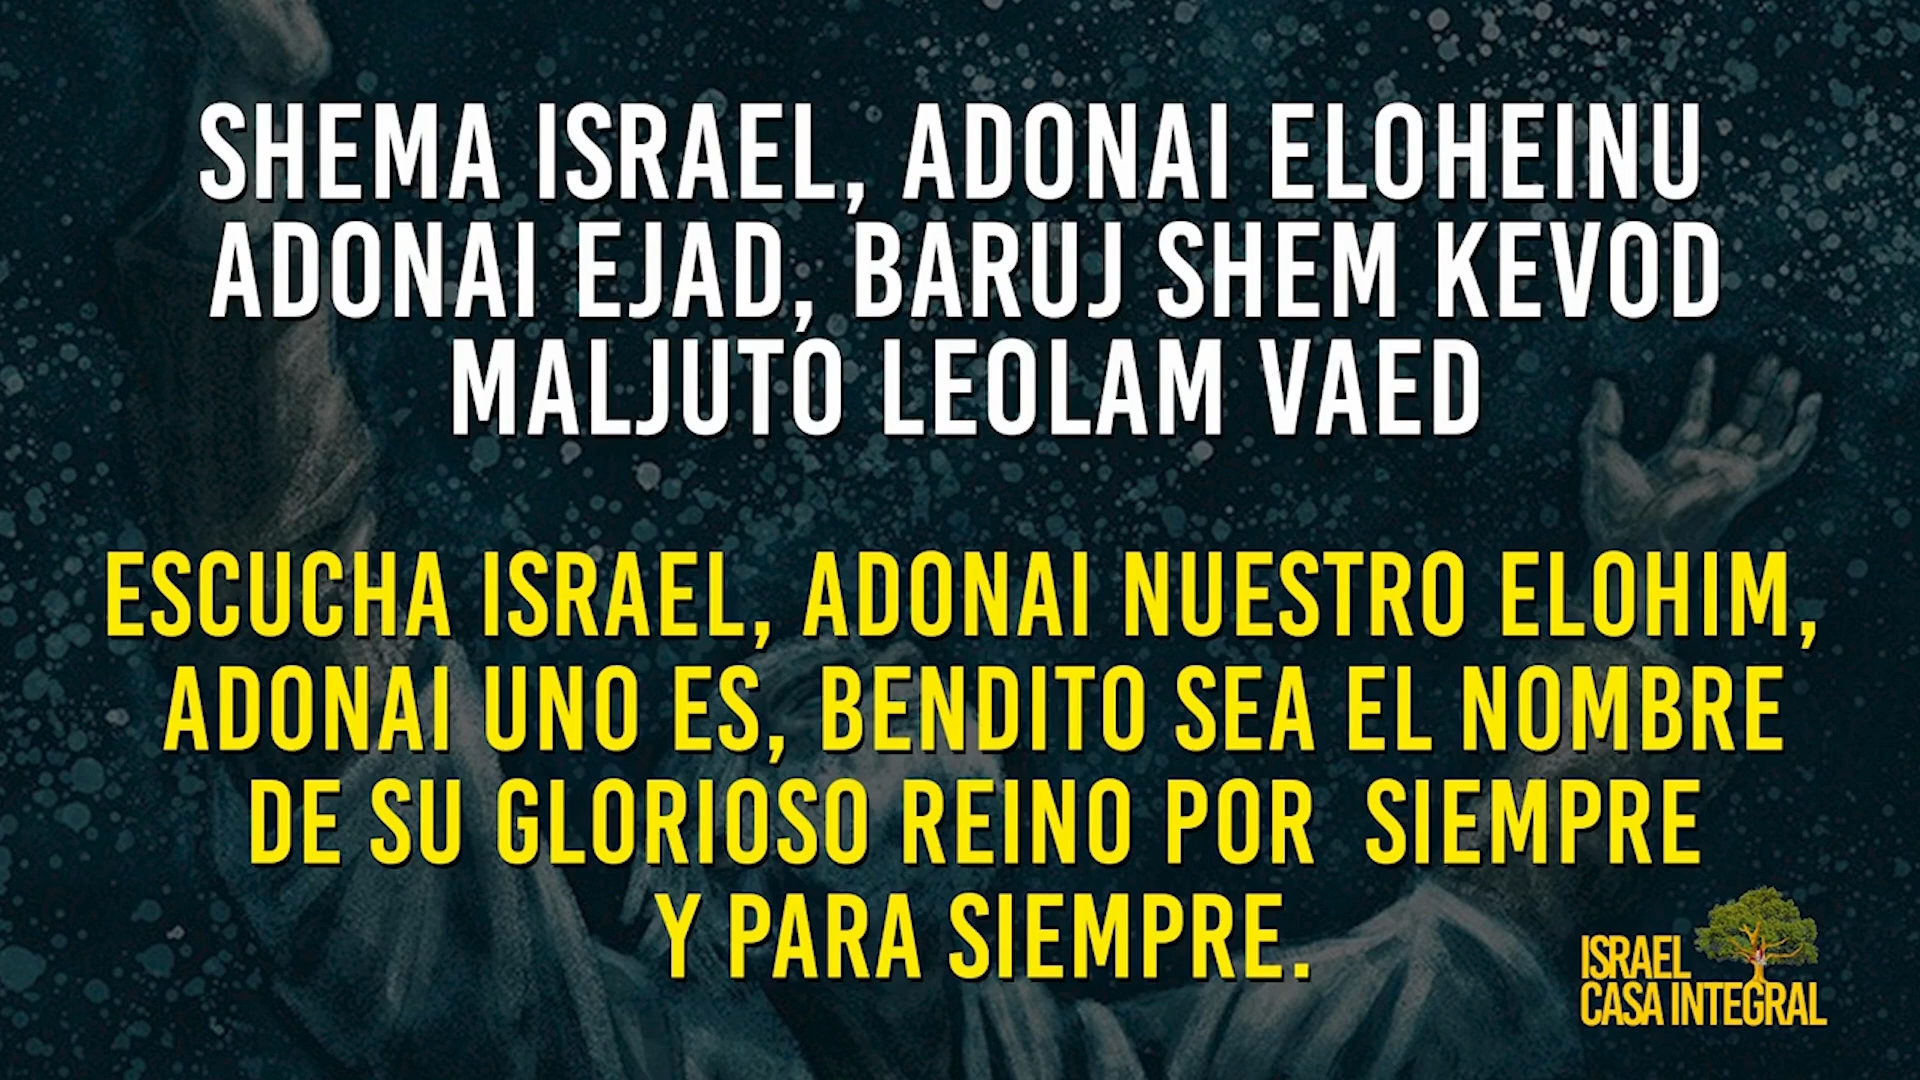 SHEMA ISRAEL, ADONAI ELOHEINU
ADONAI EJAD, BARUJ SHEM KEVOD
MALJUTO LEOLAM VAED
ESCUCHA ISRAEL, ADONAI NUESTRO ELOHIM,
ADONAI UNO ES, BENDITO SEA EL NOMBRE
DE SU GLORIOSO REINO POR SIEMPRE
Y PARA SIEMPRE.
ISRAEL
CASA INTEGRAL